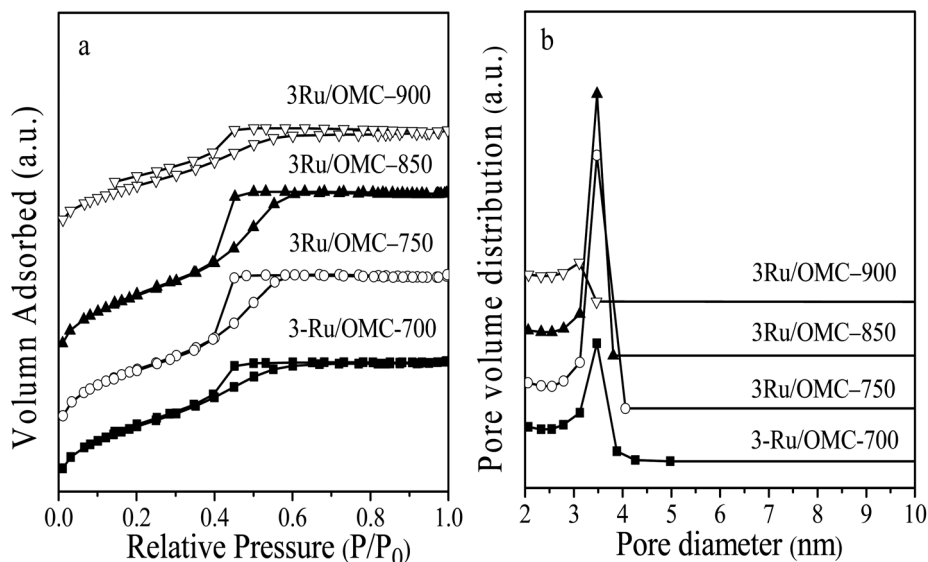 a
Volumn Adsorbed (a.u.)
3Ru/OMC–900
3Ru/OMC–850
3Ru/OMC–750
3-Ru/OMC-700
0.0 0.2 0.4 0.6 0.8 1.0
Relative Pressure (P/P0)
b
Pore volume distribution (a.u.)
3Ru/OMC–900
3Ru/OMC–850
3Ru/OMC–750
3-Ru/OMC-700
2 3 4 5 6 7 8 9 10
Pore diameter (nm)